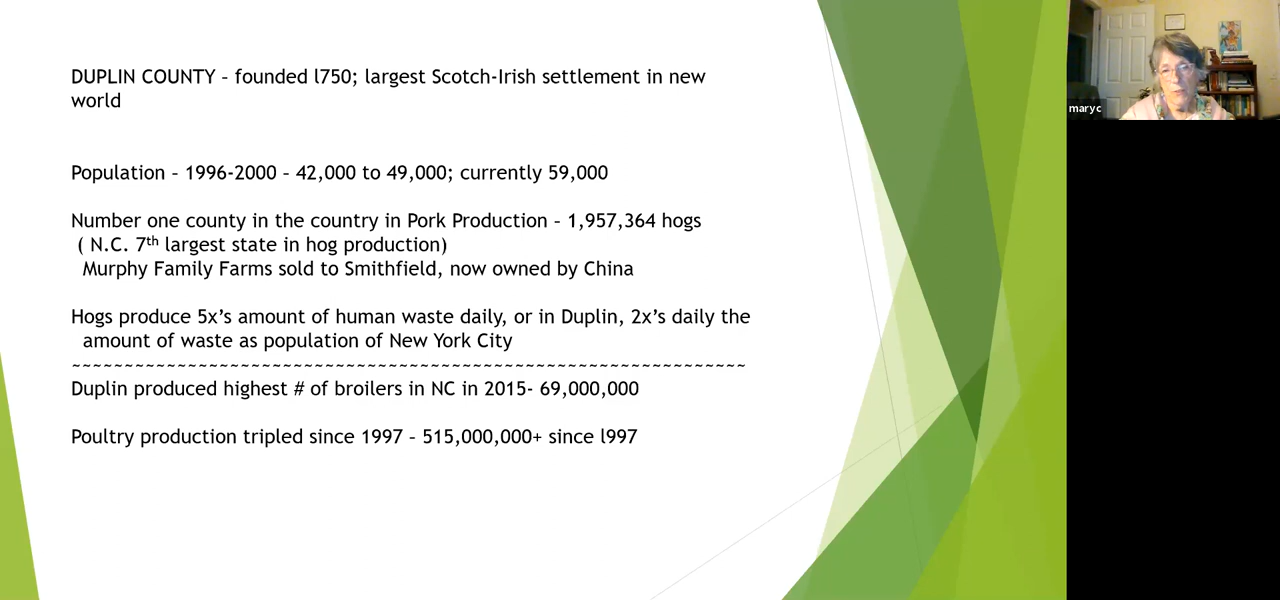 DUPLIN COUNTY – founded l750; largest Scotch-Irish settlement in new
world
Population – 1996-2000 – 42,000 to 49,000; currently 59,000
Number one county in the country in Pork Production – 1,957,364 hogs
( N.C. 7th largest state in hog production)
Murphy Family Farms sold to Smithfield, now owned by China
Hogs produce 5x’s amount of human waste daily, or in Duplin, 2x’s daily the
amount of waste as population of New York City
~~~~~~~~~~~~~~~~~~~~~~~~~~~~~~~~~~~~~~~~~~~~~~~~~~~~~~~~~~~~~~~~
Duplin produced highest # of broilers in NC in 2015- 69,000,000
Poultry production tripled since 1997 – 515,000,000+ since l997
maryc